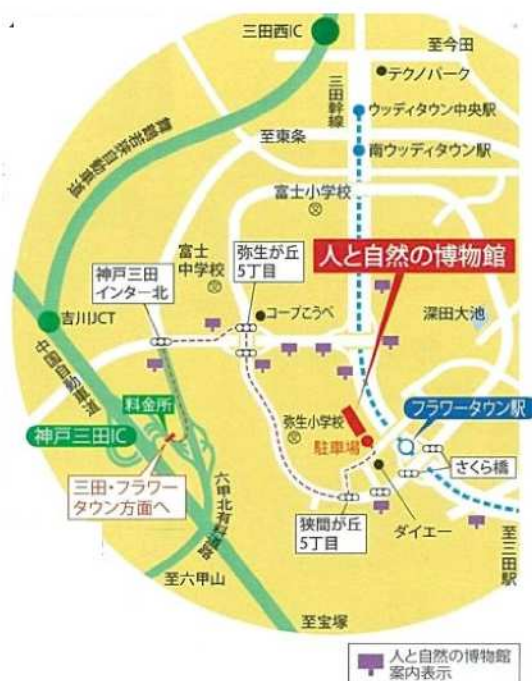 三田西IC
至今田
テクノパーク
三田幹線
ウッディタウン中央駅
至東条
南ウッディタウン駅
舞鶴若狭自動車道
富士小学校
富士
中学校
弥生が丘
5丁目
人と自然の博物館
神戸三田
インター北
コープこうべ
深田大池
吉川JCT
中国自動車道
料金所
弥生小学校
フラワータウン駅
神戸三田IC
駐車場
さくら橋
三田・フラワー
タウン方面へ
六甲北有料道路
狭間が丘
5丁目
ダイエー
至三田駅
至六甲山
至宝塚
人と自然の博物館
案内表示